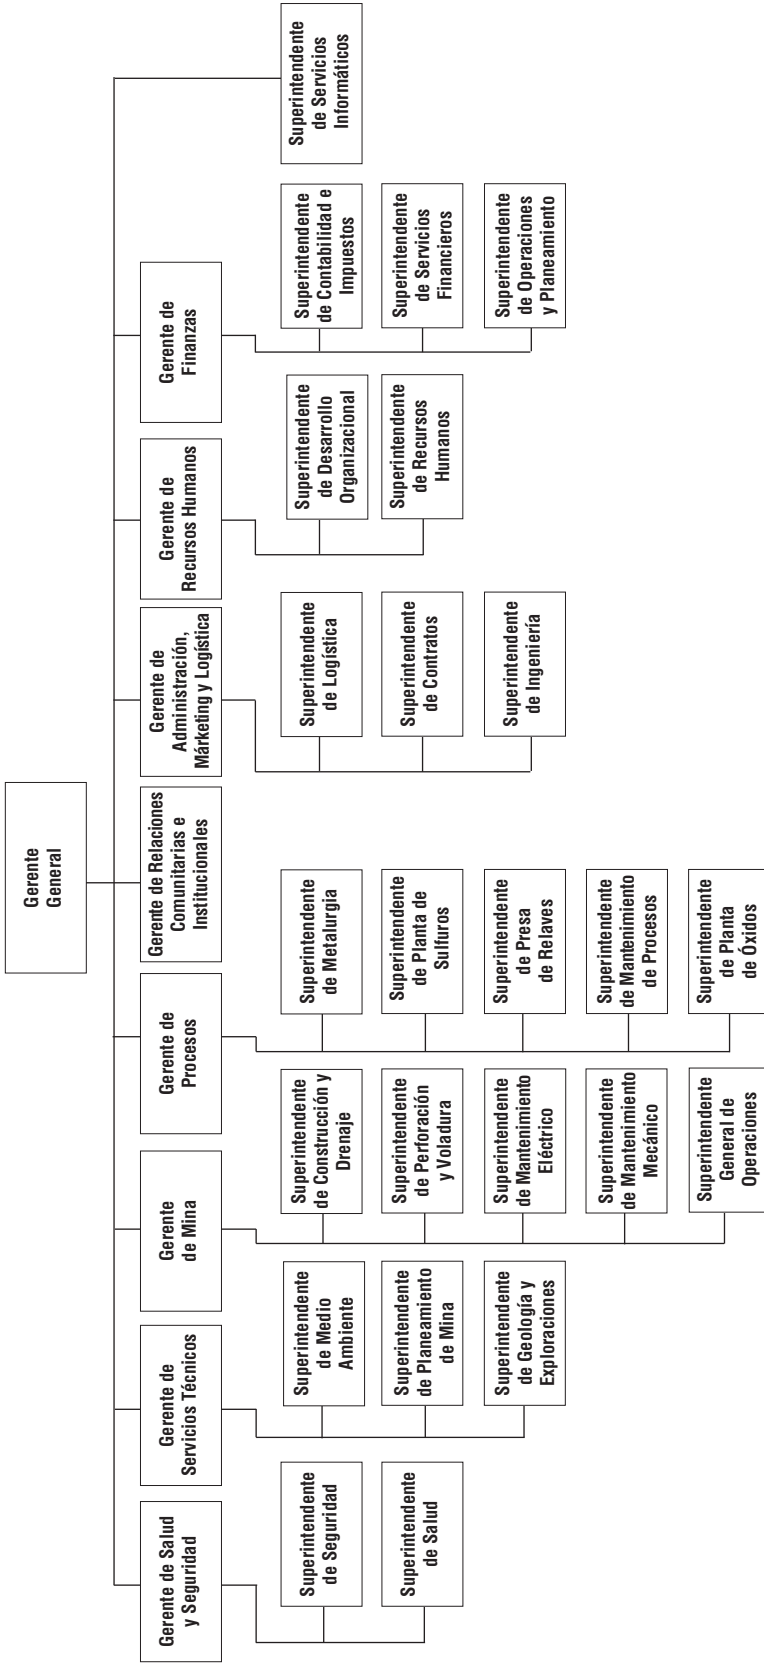 Gerente
General
Gerente de Salud
y Seguridad
Superintendente
de Seguridad
Superintendente
de Salud
Gerente de
Servicios Técnicos
Superintendente
de Medio
Ambiente
Superintendente
de Planeamiento
de Mina
Superintendente
de Geología y
Exploraciones
Gerente
de Mina
Superintendente
de Construcción y
Drenaje
Superintendente
de Perforación
y Voladura
Superintendente
de Mantenimiento
Eléctrico
Superintendente
de Mantenimiento
Mecánico
Superintendente
General de
Operaciones
Gerente de
Procesos
Superintendente
de Metalurgia
Superintendente
de Planta de
Sulfuros
Superintendente
de Presa
de Relaves
Superintendente
de Mantenimiento
de Procesos
Superintendente
de Planta
de Óxidos
Gerente de Relaciones
Comunitarias e
Institucionales
Gerente de
Administración,
Márketing y Logística
Superintendente
de Logística
Superintendente
de Contratos
Superintendente
de Ingeniería
Gerente de
Recursos Humanos
Superintendente
de Desarrollo
Organizacional
Superintendente
de Recursos
Humanos
Gerente de
Finanzas
Superintendente
de Contabilidad e
Impuestos
Superintendente
de Servicios
Financieros
Superintendente
de Operaciones
y Planeamiento
Superintendente
de Servicios
Informáticos